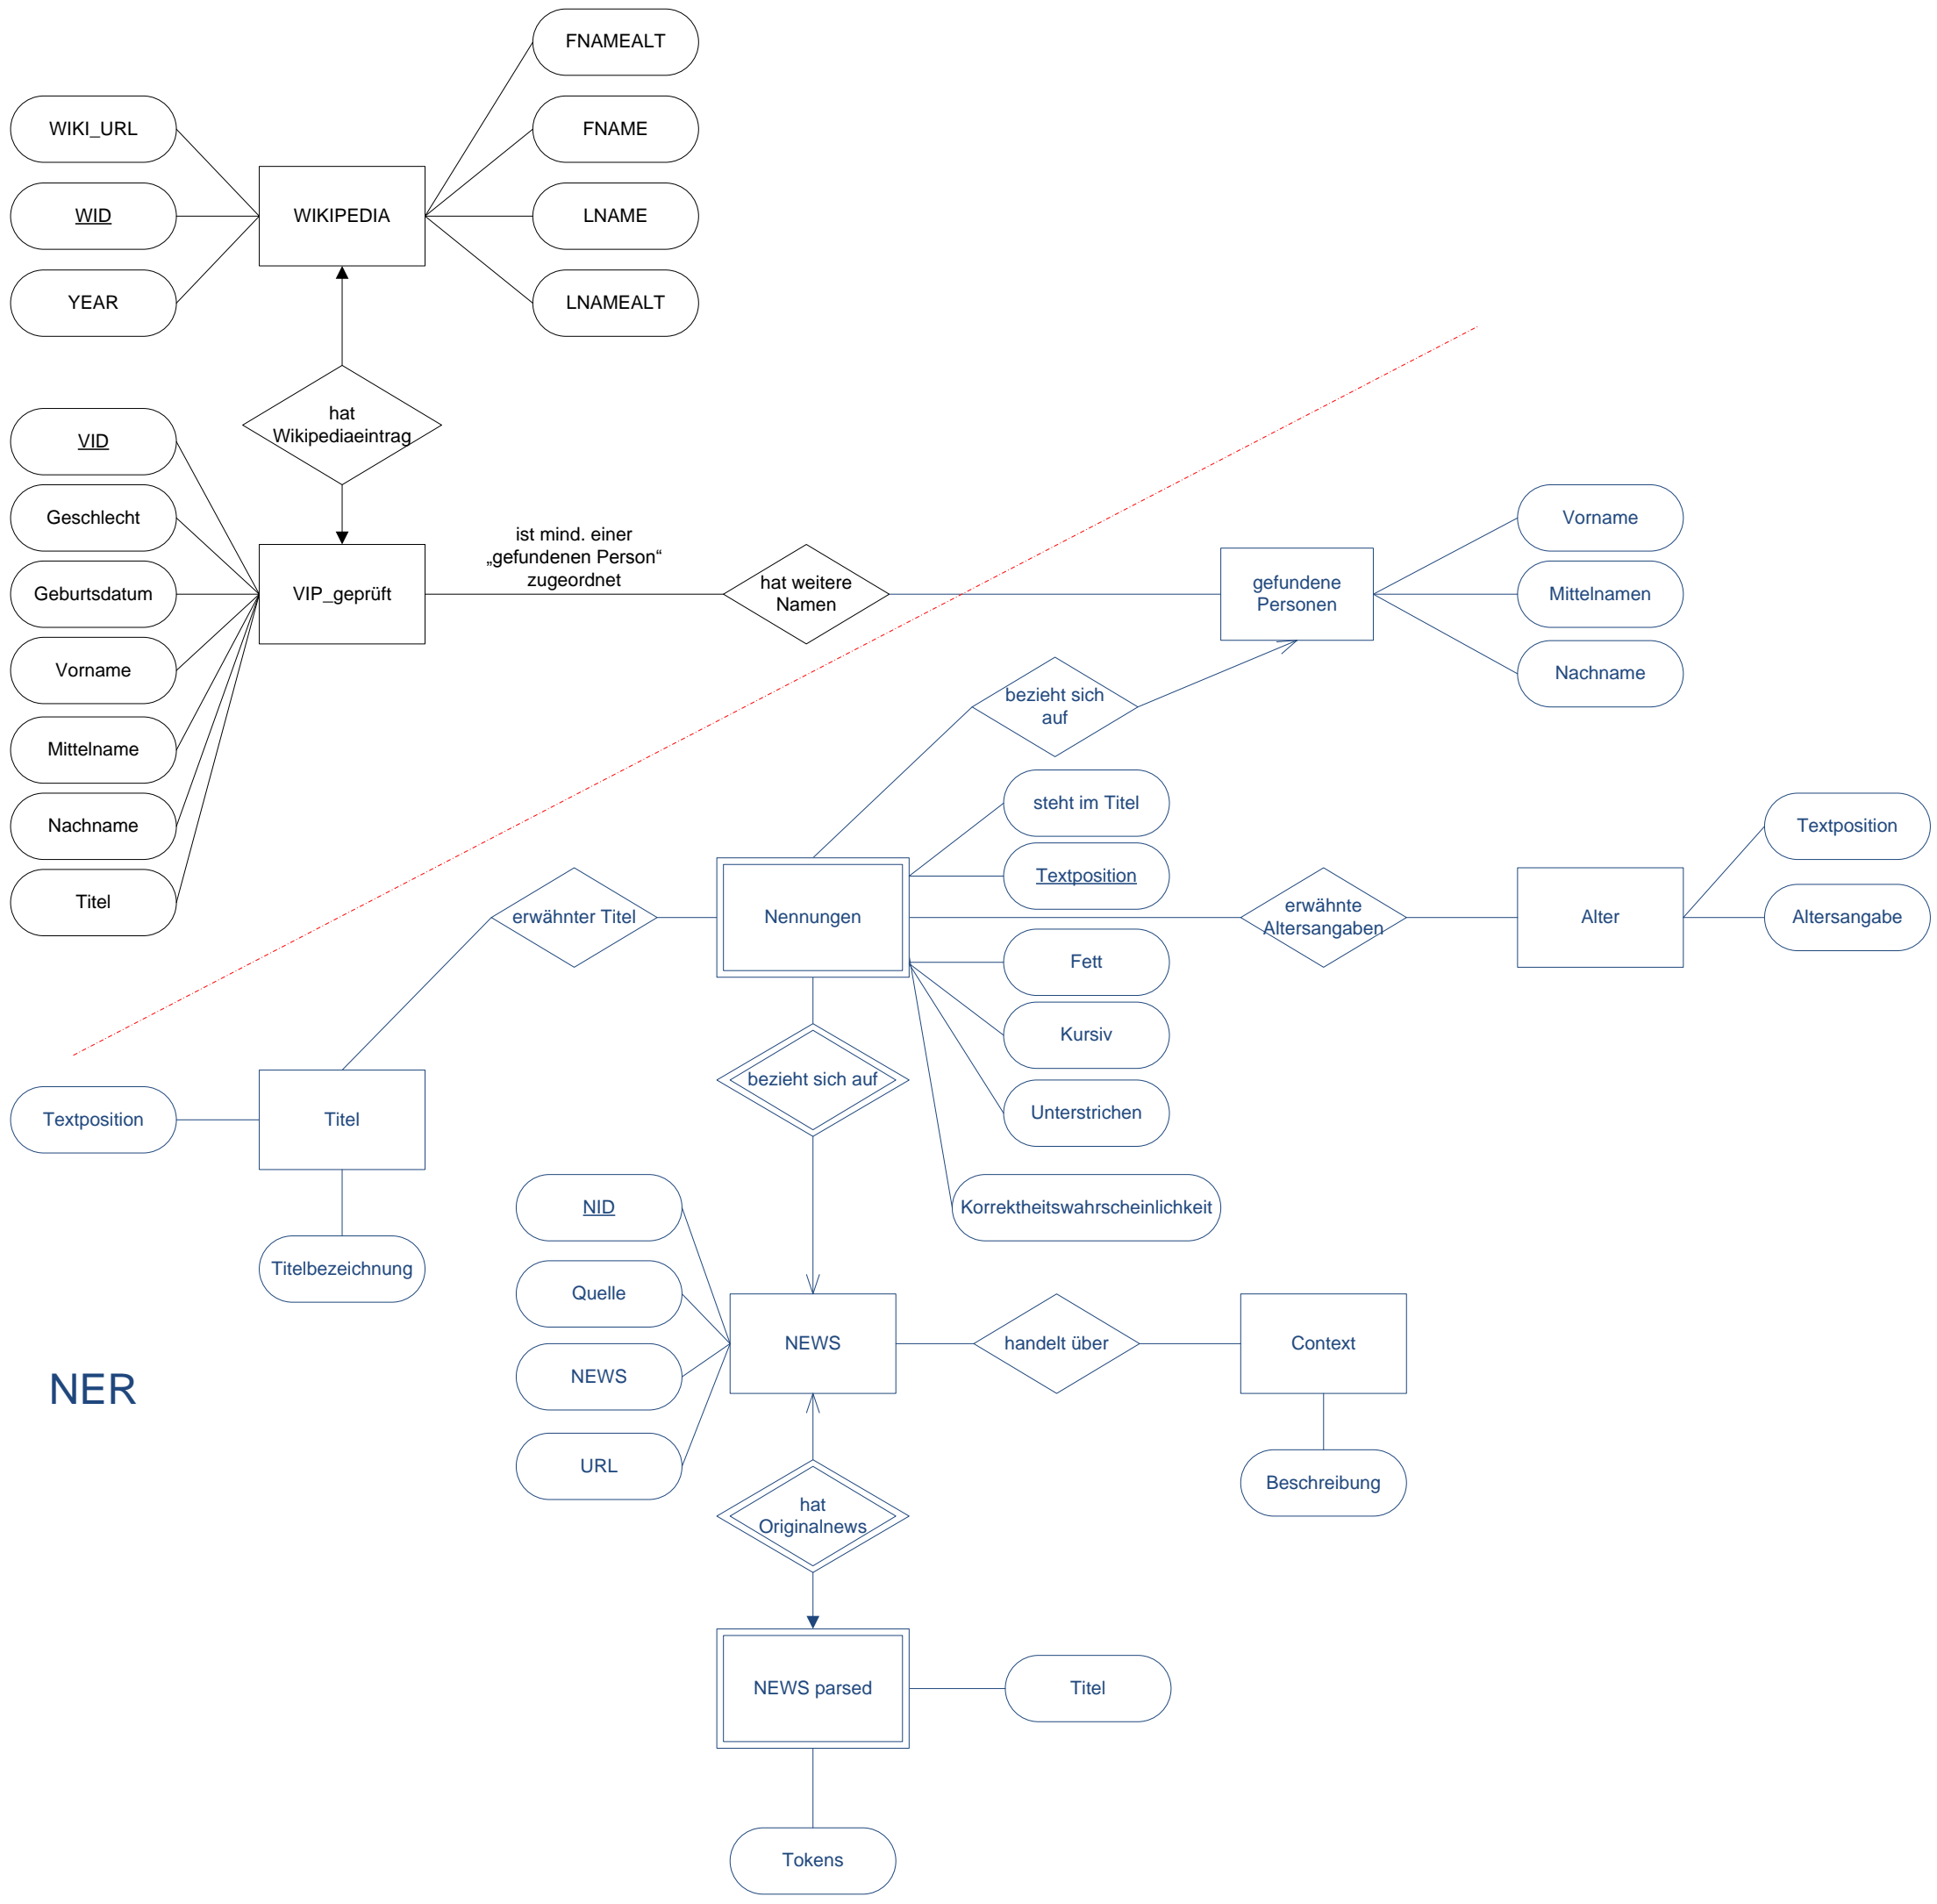 FNAMEALT
WIKI_URL
FNAME
WID
WIKIPEDIA
LNAME
YEAR
LNAMEALT
hat
Wikipediaeintrag
VID
Geschlecht
Geburtsdatum
VIP_geprüft
Vorname
Mittelname
Nachname
Titel
ist mind. einer
„gefundenen Person“
zugeordnet
hat weitere
Namen
gefundene
Personen
Vorname
Mittelnamen
Nachname
bezieht sich
auf
steht im Titel
Textposition
erwähnter Titel
Nennungen
erwähnte
Altersangaben
Alter
Textposition
Altersangabe
Fett
Kursiv
Unterstrichen
Korrektheitswahrscheinlichkeit
bezieht sich auf
Textposition
Titel
Titelbezeichnung
NID
Quelle
NEWS
URL
NEWS
handelt über
Context
Beschreibung
NER
hat
Originalnews
NEWS parsed
Titel
Tokens